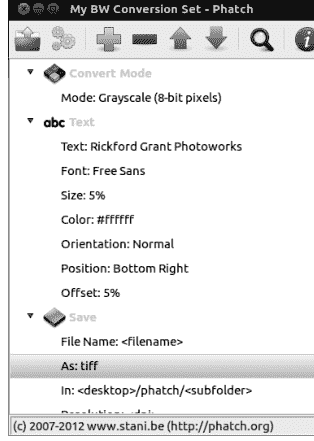 My BW Conversion Set - Phatch
Convert Mode
Mode: Grayscale (8-bit pixels)
abc Text
Text: Rickford Grant Photoworks
Font: Free Sans
Size: 5%
Color: #ffffff
Orientation: Normal
Position: Bottom Right
Offset: 5%
Save
File Name: <filename>
As: tiff
In: <desktop>/phatch/<subfolder>
(c) 2007-2012 www.stani.be (http://phatch.org)